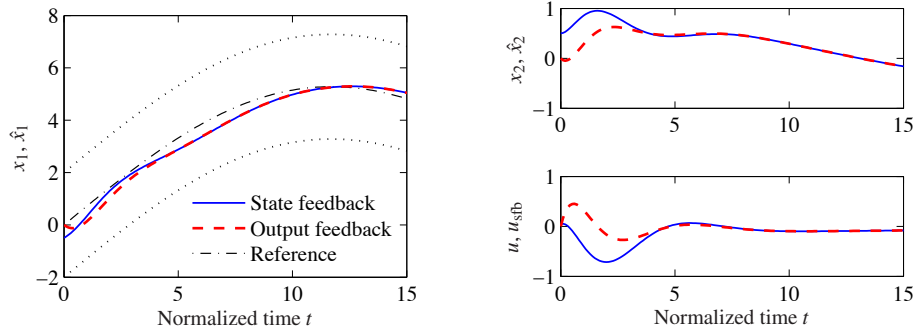 8
6
4
2
0
−2
x1, x̂1
State feedback
Output feedback
Reference
0 5 10 15
Normalized time t
1
0
−1
x2, x̂2
0 5 10 15
1
0
−1
u, usfb
0 5 10 15
Normalized time t